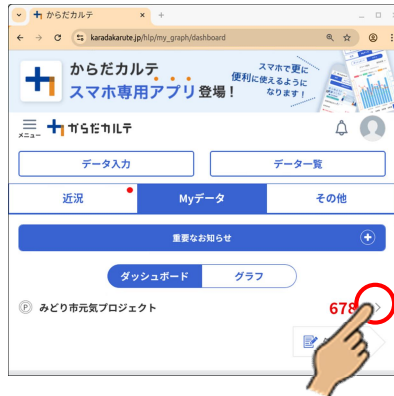 からだカルテ
karadakarute.jp/hlp/my_graph/dashboard
からだカルテ
スマホ専用アプリ登場！
スマホで更に
便利に使えるように
なります！
メニュー
からだカルテ
データ入力
データ一覧
近況
Myデータ
その他
重要なお知らせ
ダッシュボード
グラフ
P みどり市元気プロジェクト
678